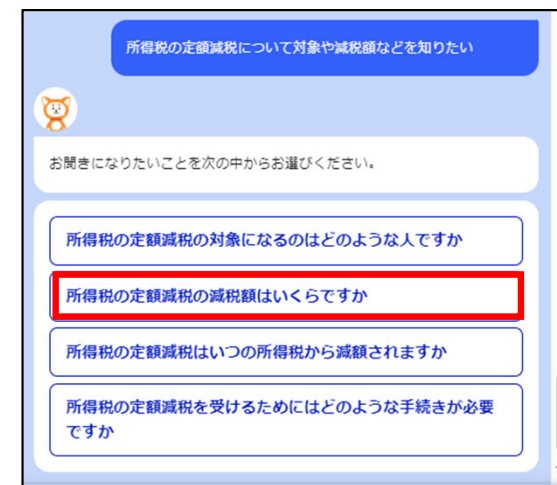 所得税の定額減税について対象や減税額などを知りたい
お聞きになりたいことを次の中からお選びください。
所得税の定額減税の対象になるのはどのような人ですか
所得税の定額減税の減税額はいくらですか
所得税の定額減税はいつの所得税から減額されますか
所得税の定額減税を受けるためにはどのような手続きが必要
ですか